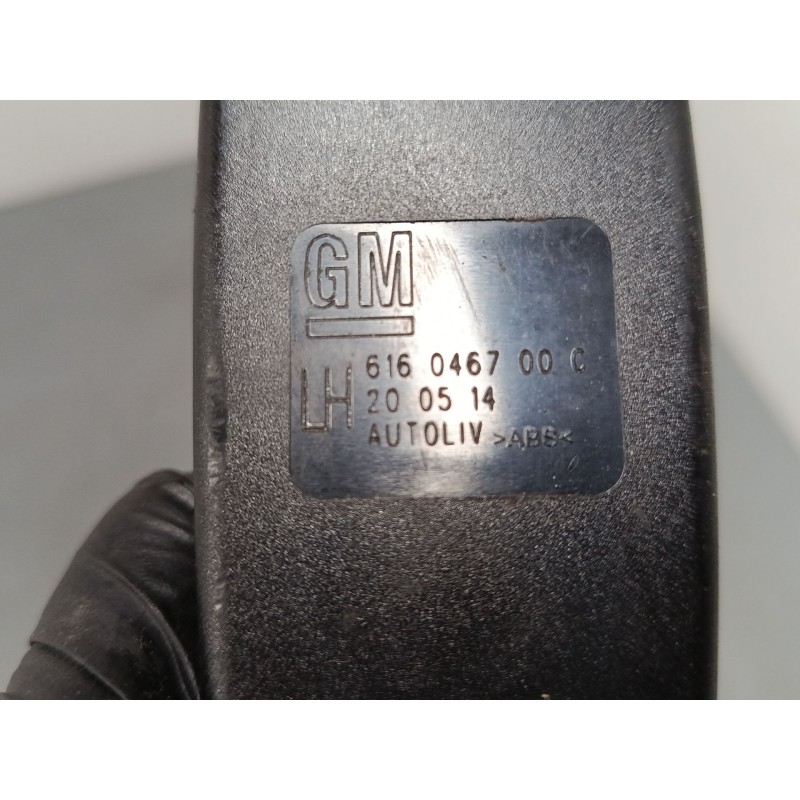 GM
LH
616 0467 00 C
20 05 14
AUTOLIV >ABS<